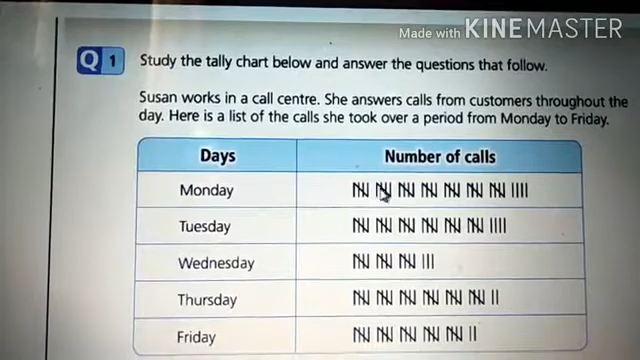 Made with KINEMASTER
Q 1 Study the tally chart below and answer the questions that follow.
Susan works in a call centre. She answers calls from customers throughout the
day. Here is a list of the calls she took over a period from Monday to Friday.
Days Number of calls
Monday
Tuesday
Wednesday
Thursday
Friday